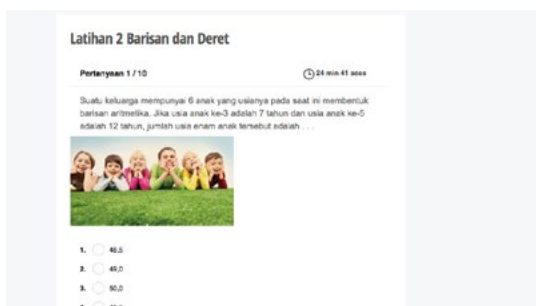 Latihan 2 Barisan dan Deret
Pertanyaan 1 / 10
24 min 41 secs
Suatu keluarga mempunyai 6 anak yang usianya pada saat ini membentuk
barisan aritmetika. Jika usia anak ke-3 adalah 7 tahun dan usia anak ke-5
adalah 12 tahun, jumlah usia enam anak tersebut adalah . . .
1. 48,5
2. 49,0
3. 50,0